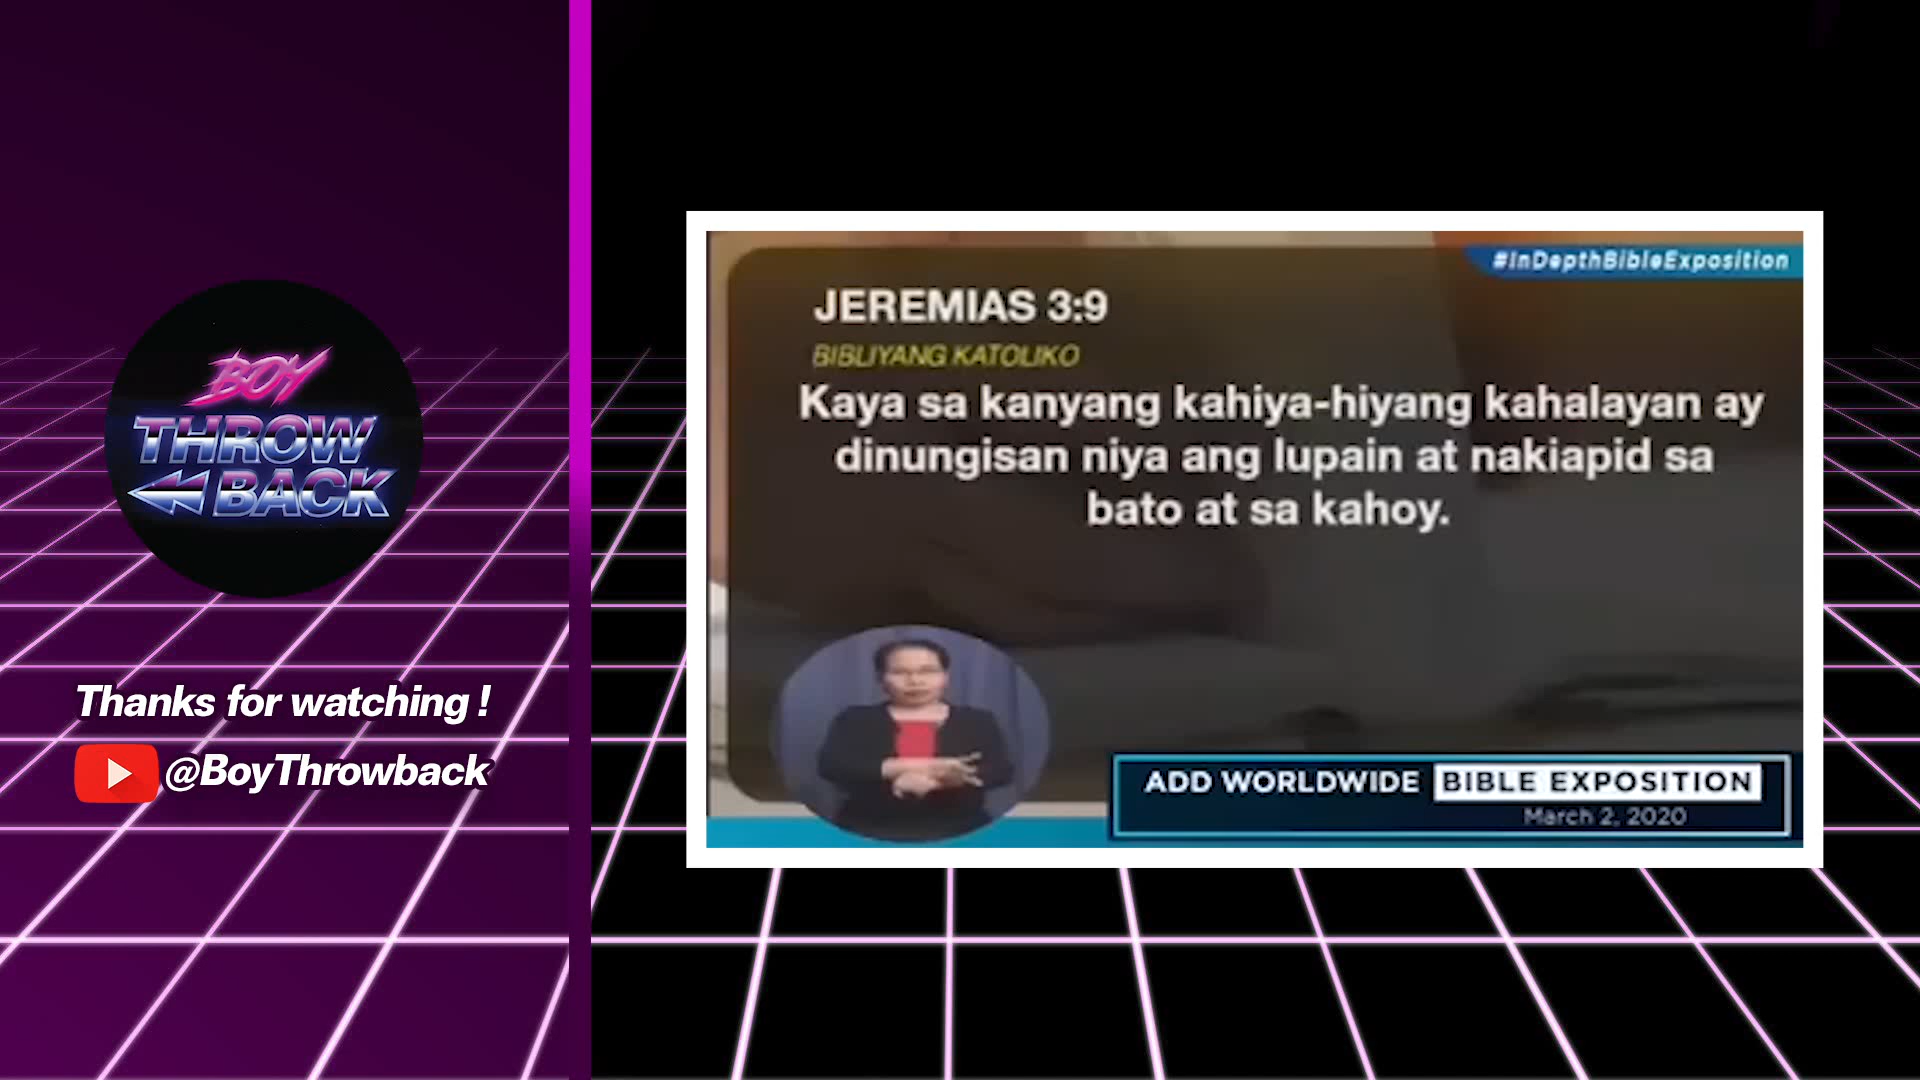 BOY
THROW
BACK
Thanks for watching !
@BoyThrowback
#InDepthBibleExposition
JEREMIAS 3:9
BIBLIYANG KATOLIKO
Kaya sa kanyang kahiya-hiyang kahalayan ay
dinungisan niya ang lupain at nakiapid sa
bato at sa kahoy.
ADD WORLDWIDE BIBLE EXPOSITION
March 2, 2020